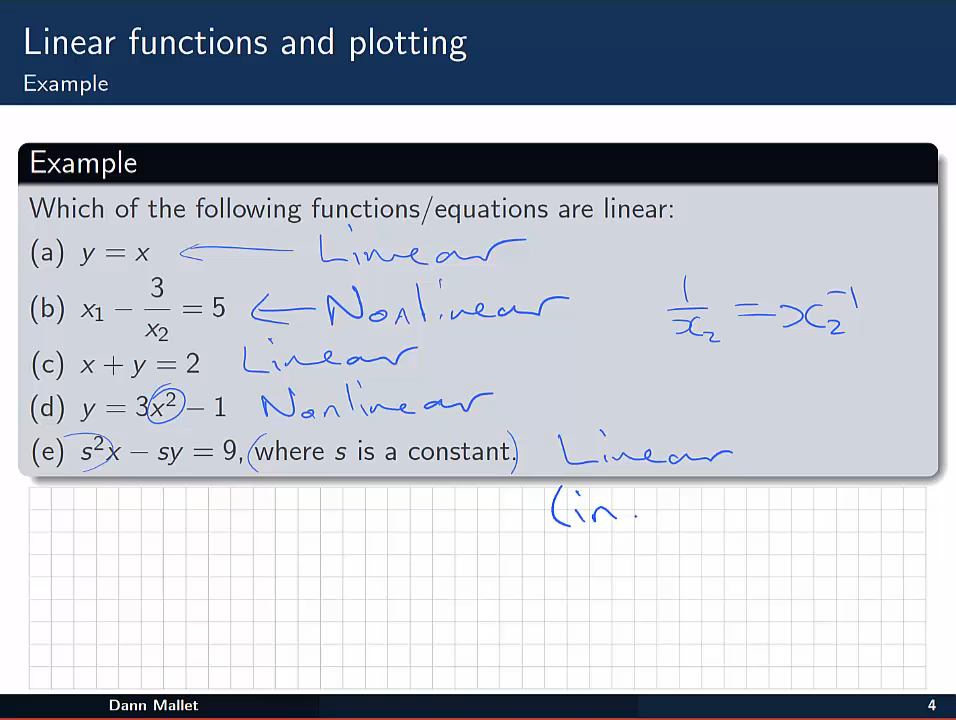 Linear functions and plotting
Example
Example
Which of the following functions/equations are linear:
(a) y = x ← Linear
(b) x₁ − 3/x₂ = 5 ← Nonlinear 1/x₂ = x₂⁻¹
(c) x + y = 2 Linear
(d) y = 3x² − 1 Nonlinear
(e) s²x − sy = 9, (where s is a constant.) Linear
(in
Dann Mallet 4